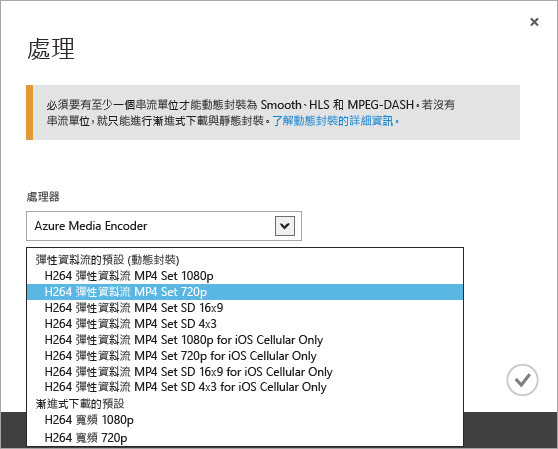 處理
必須要有至少一個串流單位才能動態封裝為 Smooth、HLS 和 MPEG-DASH。若沒有
串流單位，就只能進行漸進式下載與靜態封裝。了解動態封裝的詳細資訊。
處理器
Azure Media Encoder
彈性資料流的預設 (動態封裝)
H264 彈性資料流 MP4 Set 1080p
H264 彈性資料流 MP4 Set 720p
H264 彈性資料流 MP4 Set SD 16x9
H264 彈性資料流 MP4 Set SD 4x3
H264 彈性資料流 MP4 Set 1080p for iOS Cellular Only
H264 彈性資料流 MP4 Set 720p for iOS Cellular Only
H264 彈性資料流 MP4 Set SD 16x9 for iOS Cellular Only
H264 彈性資料流 MP4 Set SD 4x3 for iOS Cellular Only
漸進式下載的預設
H264 寬頻 1080p
H264 寬頻 720p